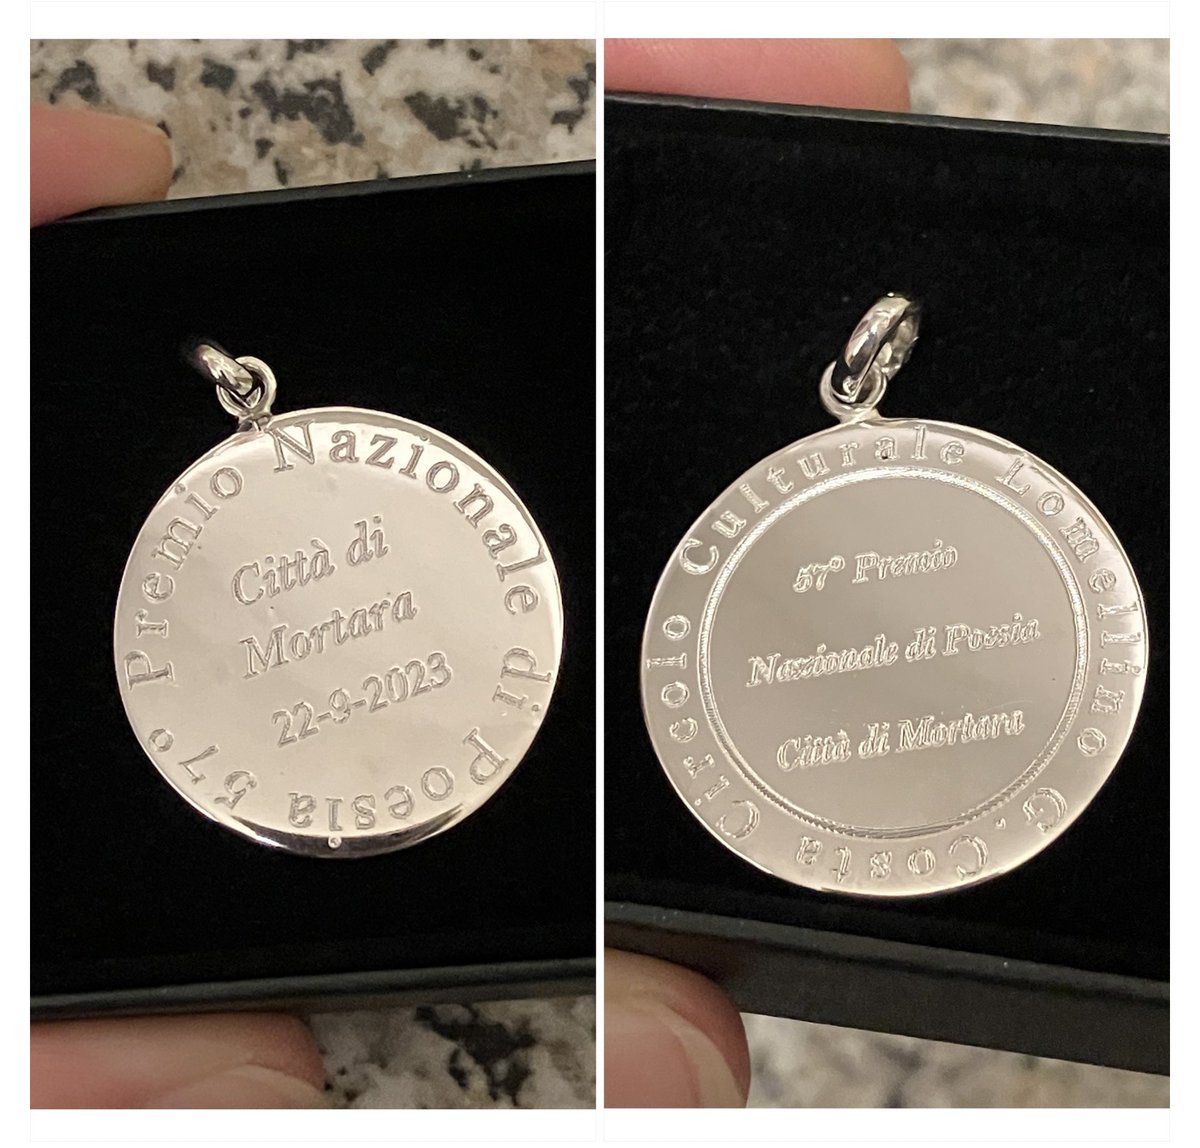 57° Premio Nazionale di Poesia
Città di
Mortara
22-9-2023
Circolo Culturale Lomellino G. Costa
57° Premio
Nazionale di Poesia
Città di Mortara